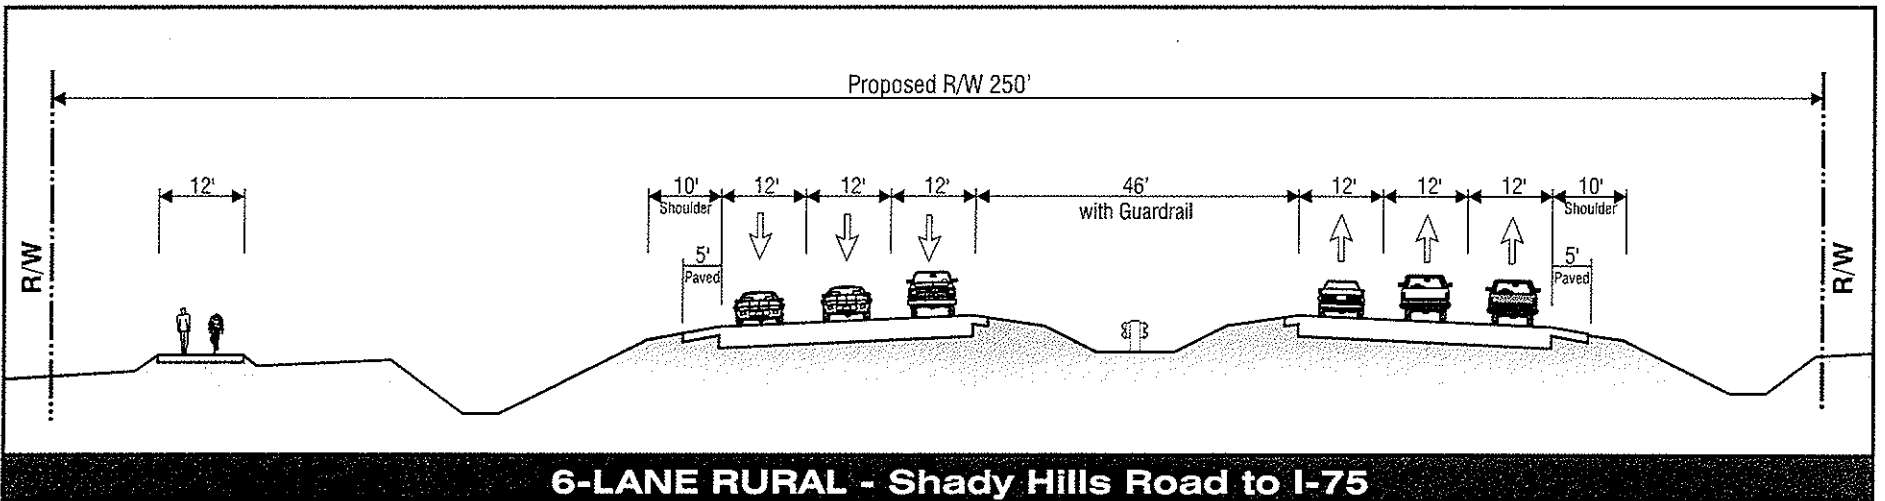 Proposed R/W 250'
12'
10'
12'
12'
12'
46'
12'
12'
12'
10'
Shoulder
with Guardrail
Shoulder
R/W
5'
Paved
5'
Paved
R/W
6-LANE RURAL - Shady Hills Road to I-75